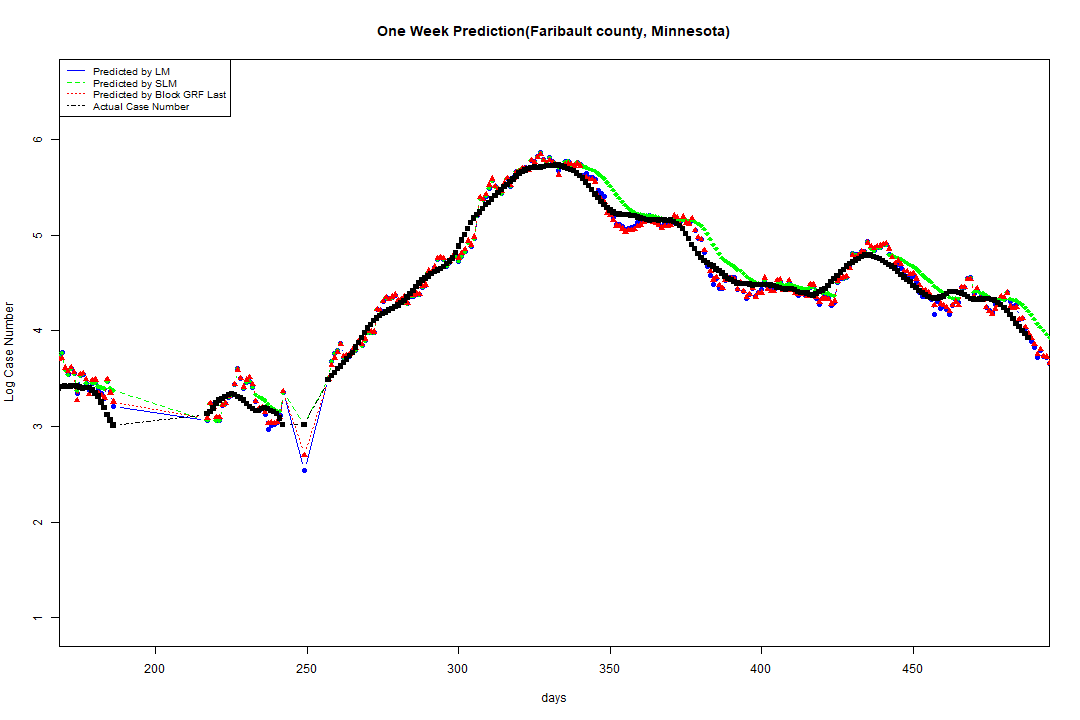 One Week Prediction(Faribault county, Minnesota)
Predicted by LM
Predicted by SLM
Predicted by Block GRF Last
Actual Case Number
6
5
4
3
2
1
Log Case Number
200 250 300 350 400 450
days